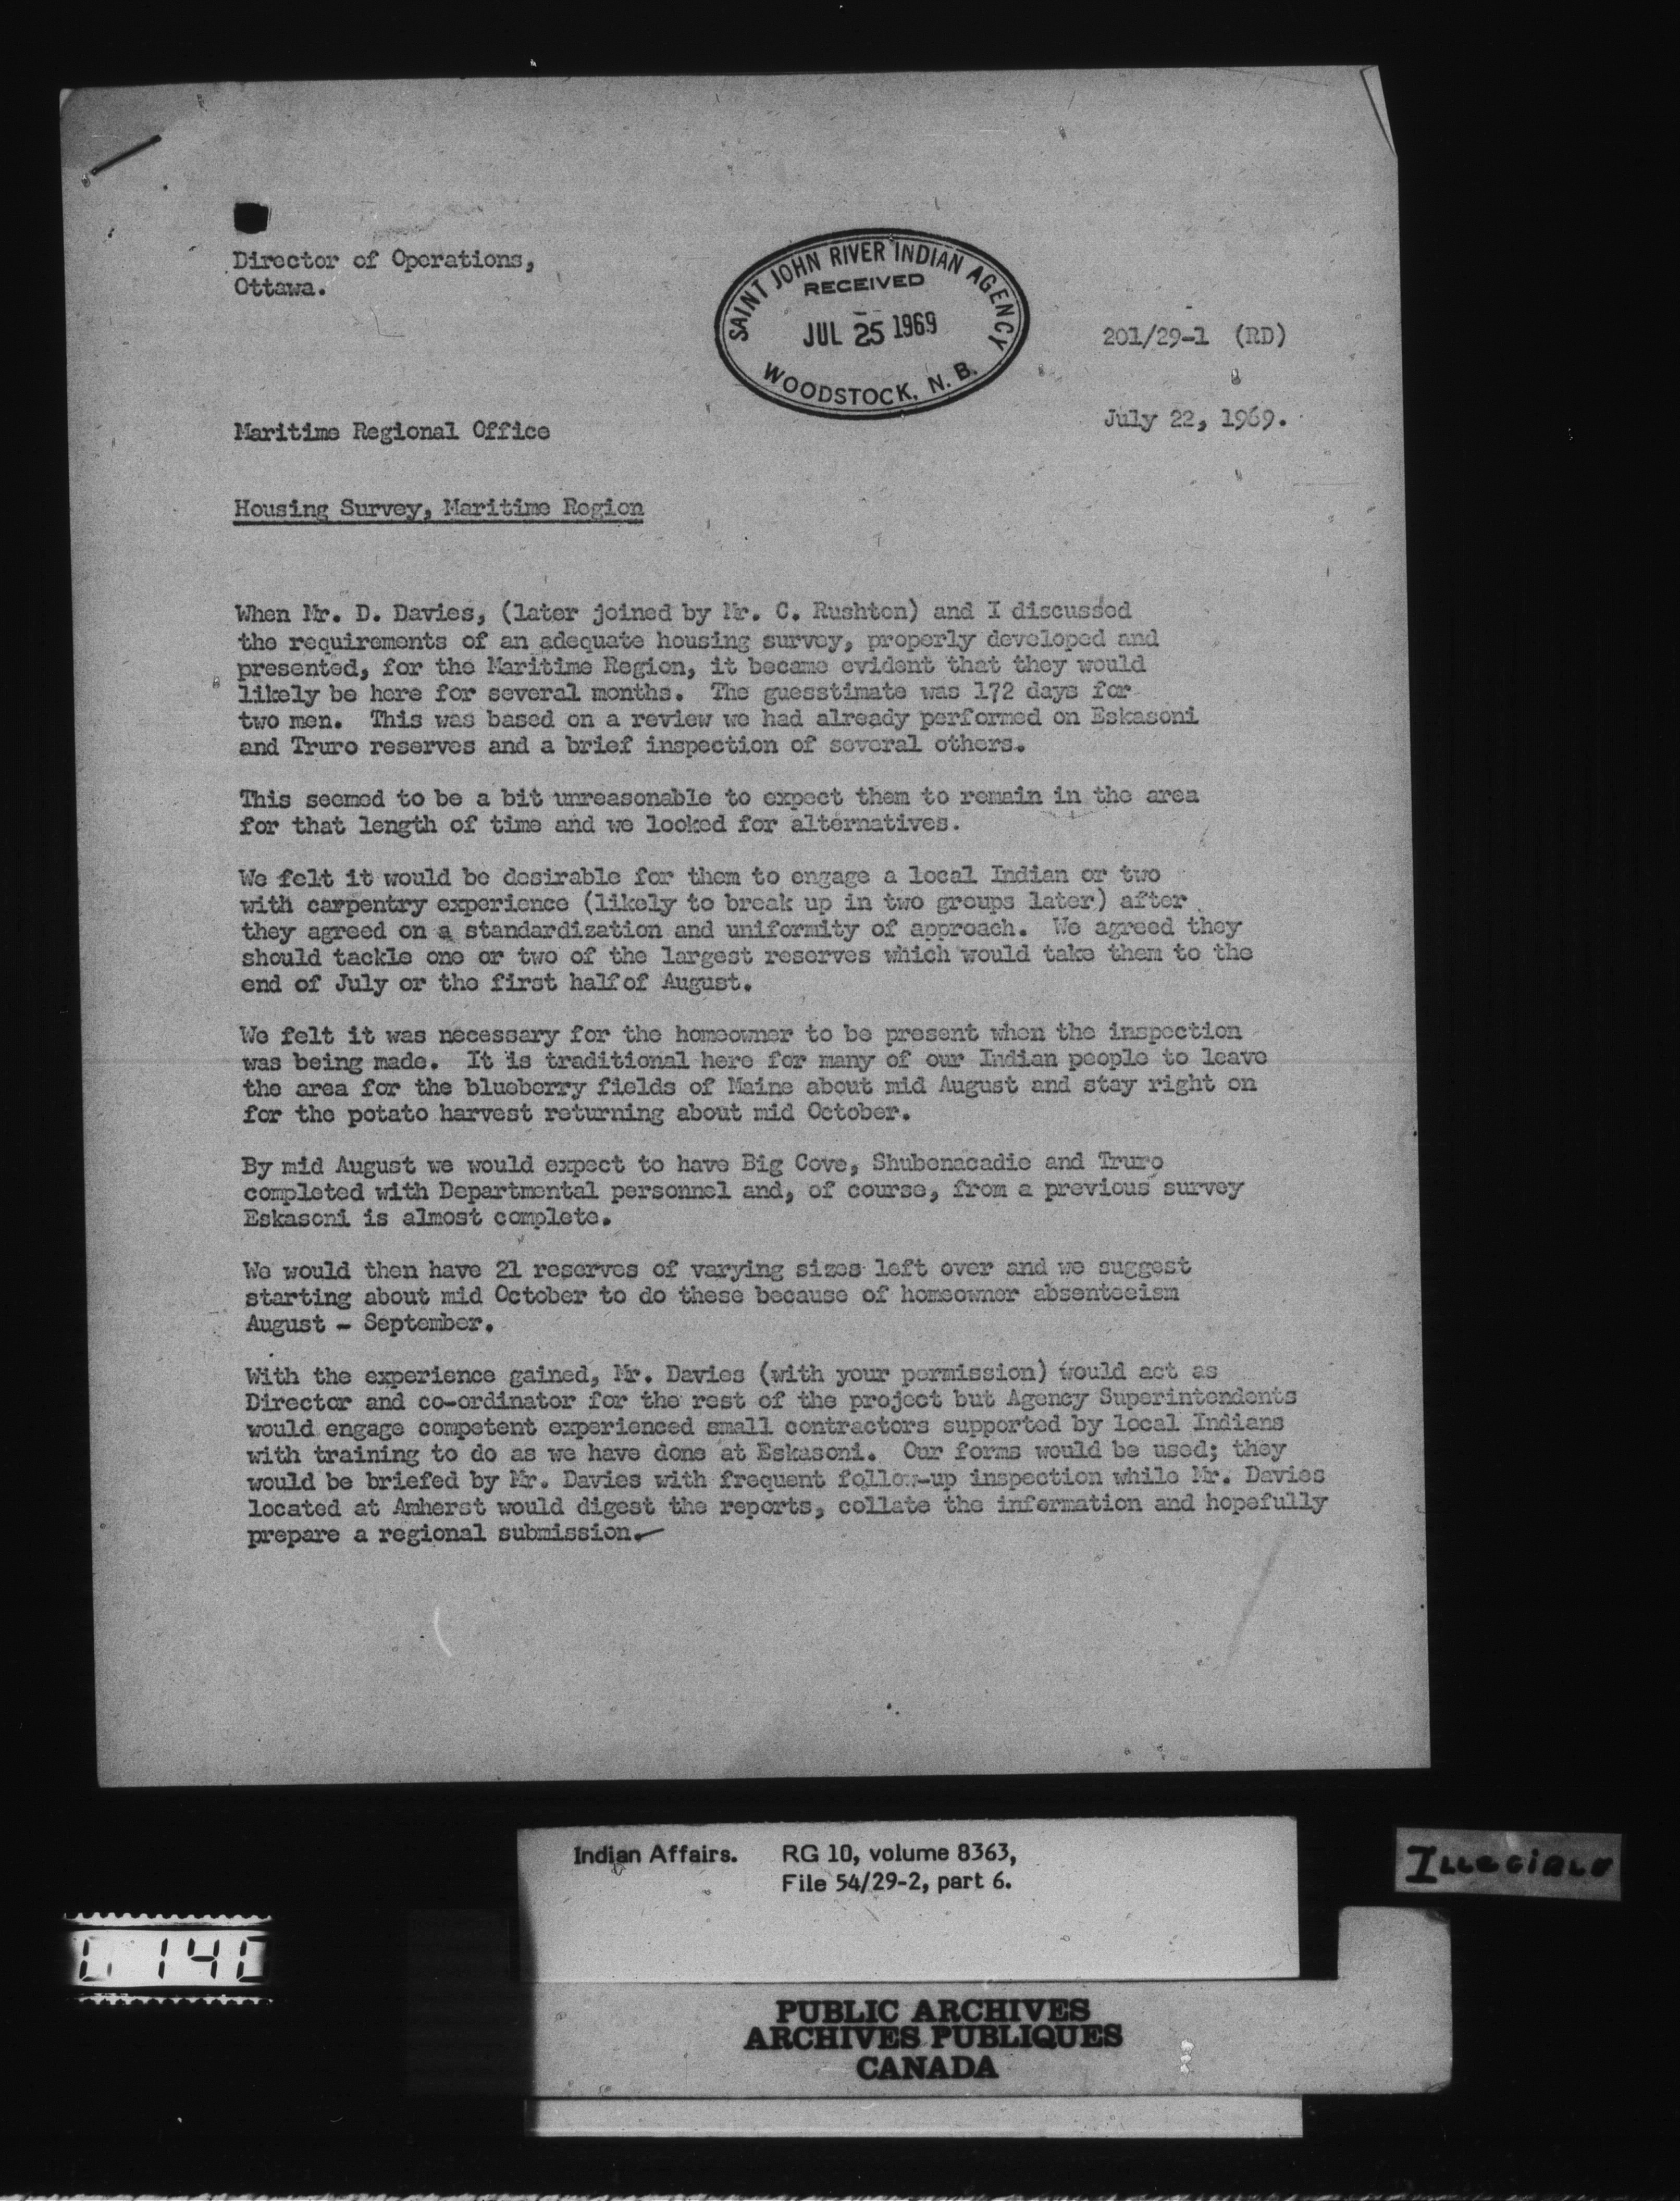 Director of Operations,
Ottawa.
SAINT JOHN RIVER INDIAN AGENCY
RECEIVED
JUL 25 1969
WOODSTOCK, N. B.
201/29-1 (RD)
July 22, 1969.
Maritime Regional Office
Housing Survey, Maritime Region
When Mr. D. Davies, (later joined by Mr. C. Rushton) and I discussed
the requirements of an adequate housing survey, properly developed and
presented, for the Maritime Region, it became evident that they would
likely be here for several months. The guesstimate was 172 days for
two men. This was based on a review we had already performed on Eskasoni
and Truro reserves and a brief inspection of several others.
This seemed to be a bit unreasonable to expect them to remain in the area
for that length of time and we looked for alternatives.
We felt it would be desirable for them to engage a local Indian or two
with carpentry experience (likely to break up in two groups later) after
they agreed on a standardization and uniformity of approach. We agreed they
should tackle one or two of the largest reserves which would take them to the
end of July or the first half of August.
We felt it was necessary for the homeowner to be present when the inspection
was being made. It is traditional here for many of our Indian people to leave
the area for the blueberry fields of Maine about mid August and stay right on
for the potato harvest returning about mid October.
By mid August we would expect to have Big Cove, Shubenacadie and Truro
completed with Departmental personnel and, of course, from a previous survey
Eskasoni is almost complete.
We would then have 21 reserves of varying sizes left over and we suggest
starting about mid October to do these because of homeowner absenteeism
August - September.
With the experience gained, Mr. Davies (with your permission) would act as
Director and co-ordinator for the rest of the project but Agency Superintendents
would engage competent experienced small contractors supported by local Indians
with training to do as we have done at Eskasoni. Our forms would be used; they
would be briefed by Mr. Davies with frequent follow-up inspection while Mr. Davies
located at Amherst would digest the reports, collate the information and hopefully
prepare a regional submission.
Indian Affairs. RG 10, volume 8363,
File 54/29-2, part 6.
ILLEGIBLE
PUBLIC ARCHIVES
ARCHIVES PUBLIQUES
CANADA